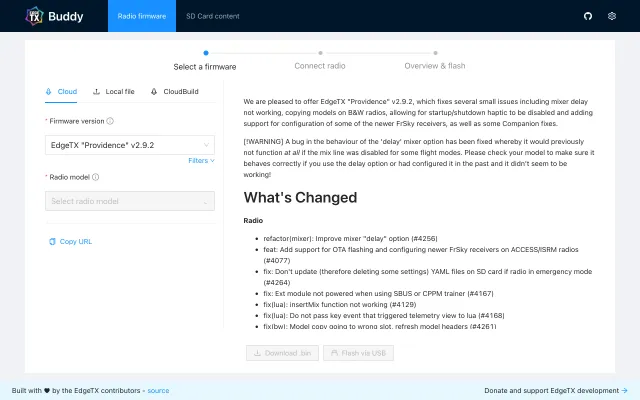 EDGE TX Buddy
Radio firmware
SD Card content
Select a firmware
Connect radio
Overview & flash
Cloud
Local file
CloudBuild
* Firmware version
EdgeTX "Providence" v2.9.2
Filters
* Radio model
Select radio model
Copy URL
We are pleased to offer EdgeTX "Providence" v2.9.2, which fixes several small issues including mixer delay
not working, copying models on B&W radios, allowing for startup/shutdown haptic to be disabled and adding
support for configuration of some of the newer FrSky receivers, as well as some Companion fixes.
[!WARNING] A bug in the behaviour of the 'delay' mixer option has been fixed whereby it would previously
not function at all if the mix line was disabled for some flight modes. Please check your model to make sure it
behaves correctly if you use the delay option or had configured it in the past and it didn't seem to be
working!
What's Changed
Radio
• refactor(mixer): Improve mixer "delay" option (#4256)
• feat: Add support for OTA flashing and configuring newer FrSky receivers on ACCESS/ISRM radios
(#4077)
• fix: Don't update (therefore deleting some settings) YAML files on SD card if radio in emergency mode
(#4264)
• fix: Ext module not powered when using SBUS or CPPM trainer (#4167)
• fix(lua): insertMix function not working (#4129)
• fix(lua): Do not pass key event that triggered telemetry view to lua (#4168)
• fix(bw): Model copy going to wrong slot, refresh model headers (#4261)
Download .bin
Flash via USB
Built with ♥ by the EdgeTX contributors • source
Donate and support EdgeTX development →